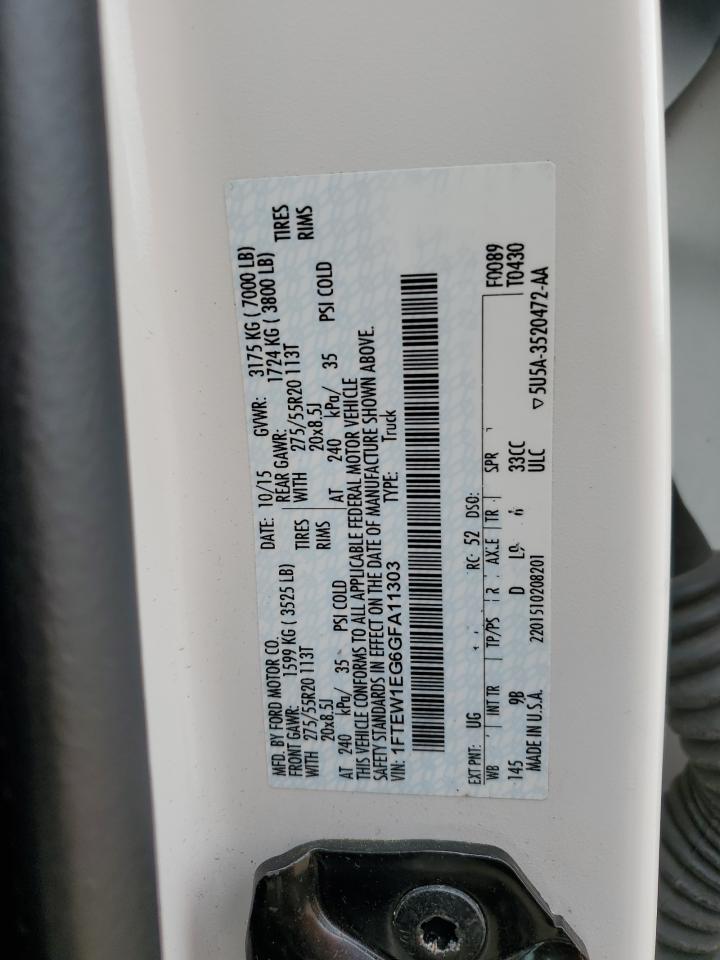 MFD. BY FORD MOTOR CO.
DATE: 10/15 GVWR: 3175 KG ( 7000 LB)
FRONT GAWR: 1599 KG ( 3525 LB)
REAR GAWR: 1724 KG ( 3800 LB)
WITH 275/55R20 113T TIRES
WITH 275/55R20 113T TIRES
20x8.5J RIMS
20x8.5J RIMS
AT 240 kPa/ 35 PSI COLD
AT 240 kPa/ 35 PSI COLD
THIS VEHICLE CONFORMS TO ALL APPLICABLE FEDERAL MOTOR VEHICLE
SAFETY STANDARDS IN EFFECT ON THE DATE OF MANUFACTURE SHOWN ABOVE.
VIN: 1FTEW1EG6GFA11303
TYPE: Truck
EXT PNT: UG RC: 52 DSO: F0089
WB INT TR TP/PS R AXLE TR SPR T0430
145 9B D L9 6 33CC
MADE IN U.S.A. 2201510208201 ULC ▽5U5A-3520472-AA